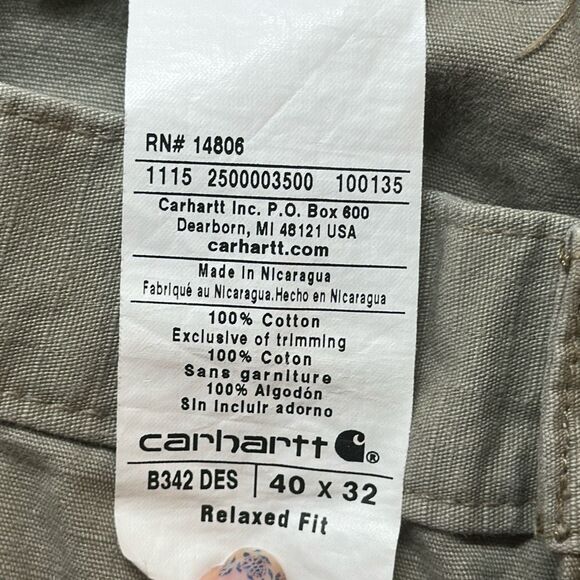 RN# 14806
1115 2500003500 100135
Carhartt Inc. P.O. Box 600
Dearborn, MI 48121 USA
carhartt.com
Made in Nicaragua
Fabriqué au Nicaragua.Hecho en Nicaragua
100% Cotton
Exclusive of trimming
100% Coton
Sans garniture
100% Algodón
Sin incluir adorno
carhartt ®
B342 DES | 40 x 32
Relaxed Fit